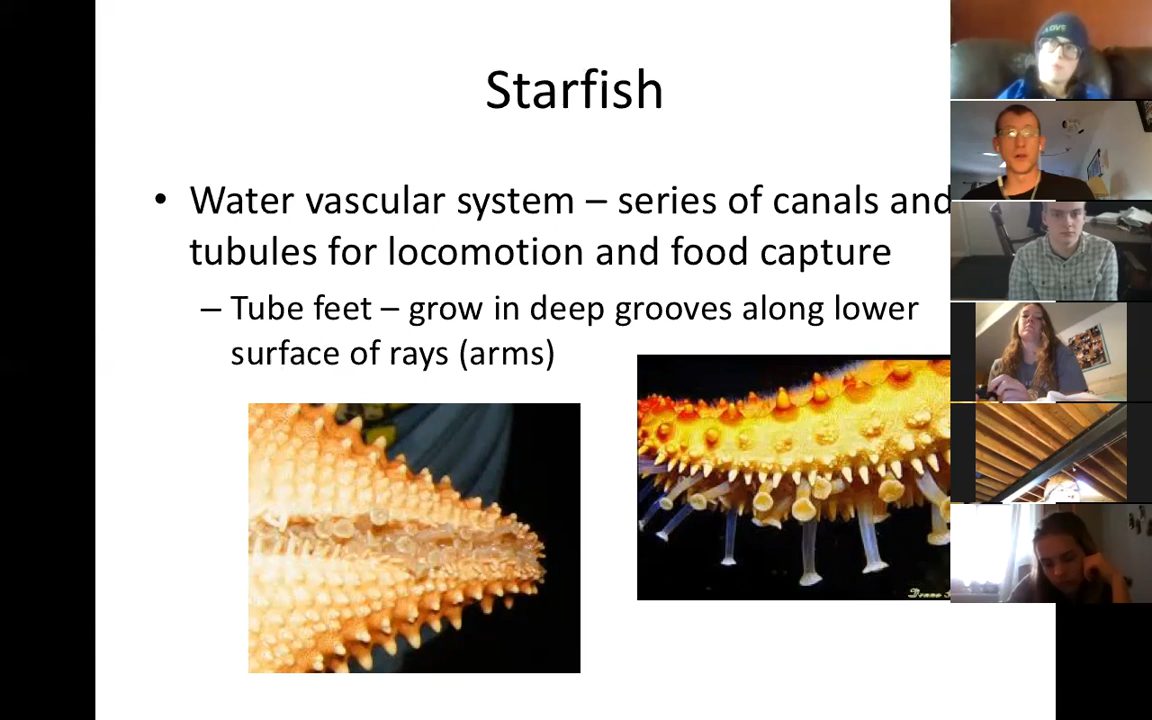 Starfish
• Water vascular system – series of canals and
tubules for locomotion and food capture
– Tube feet – grow in deep grooves along lower
surface of rays (arms)